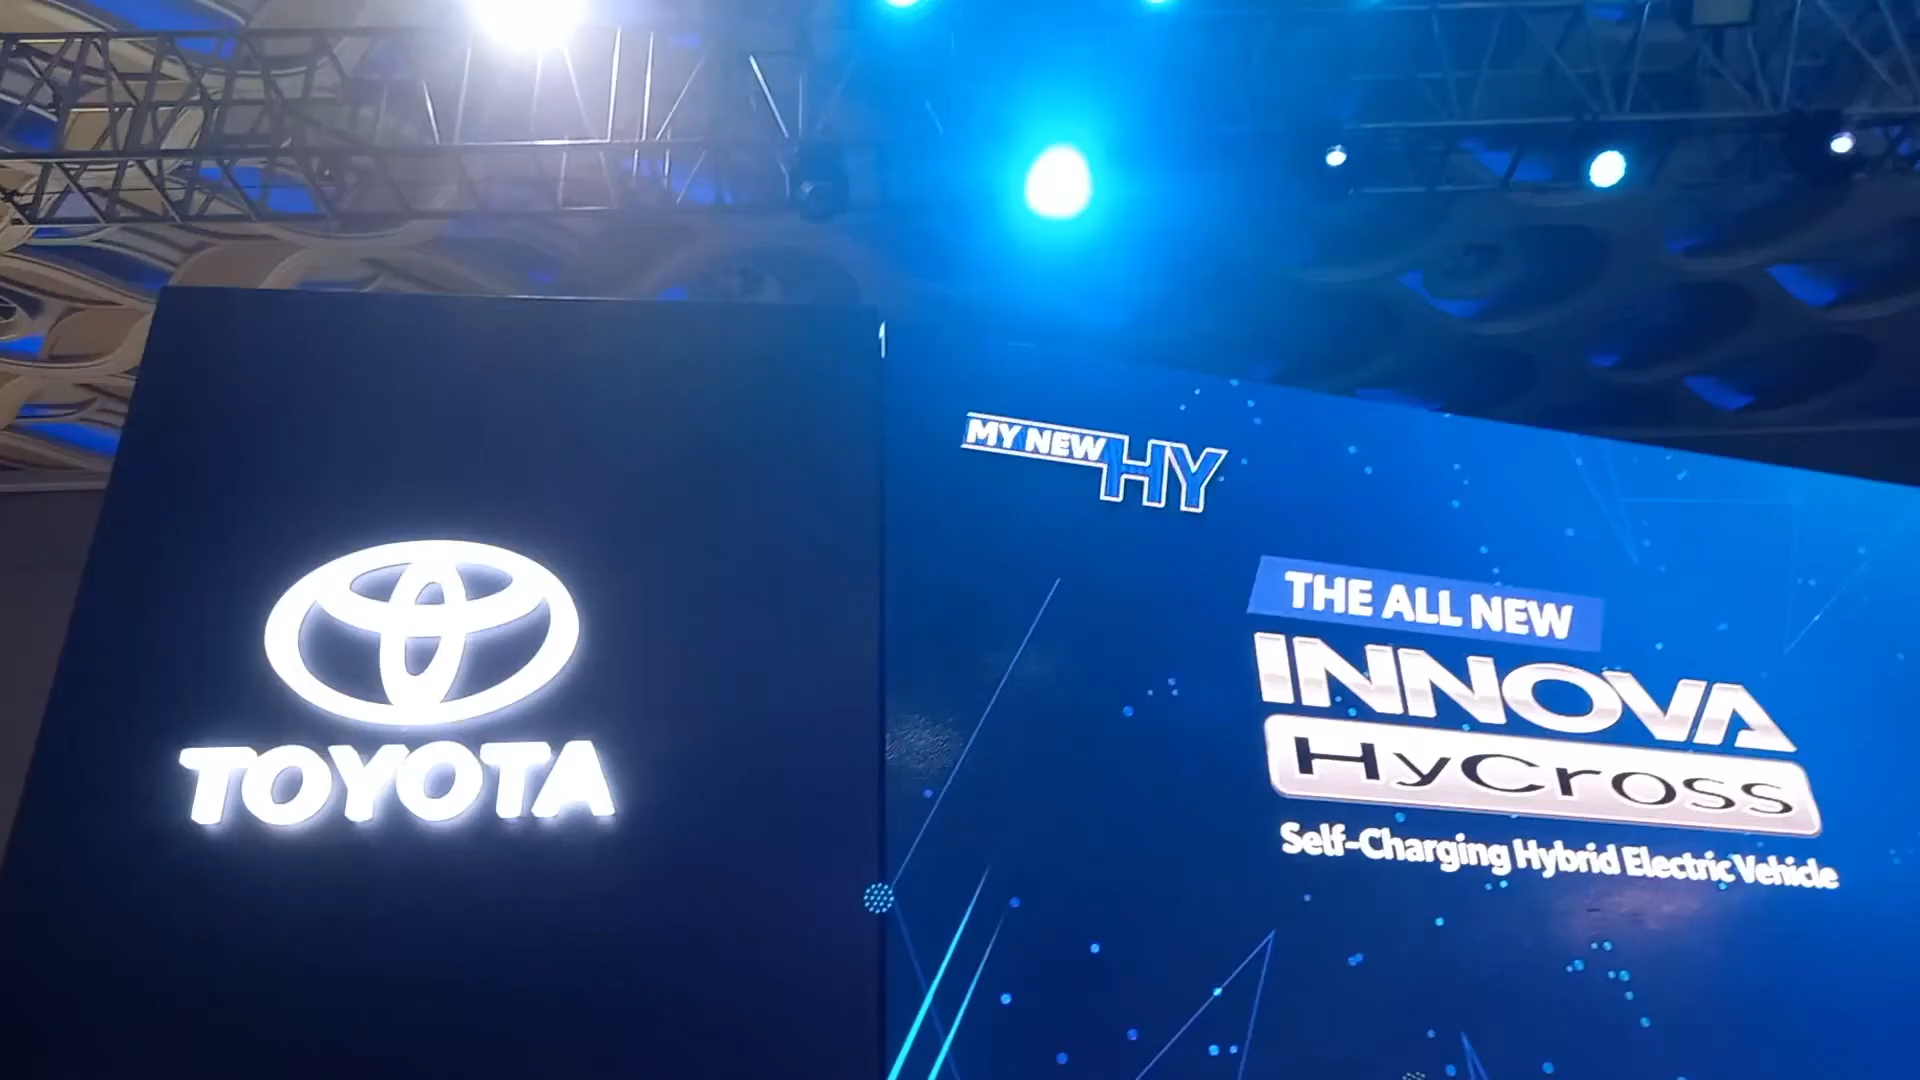 TOYOTA
MY NEW HY
THE ALL NEW
INNOVA
HyCross
Self-Charging Hybrid Electric Vehicle